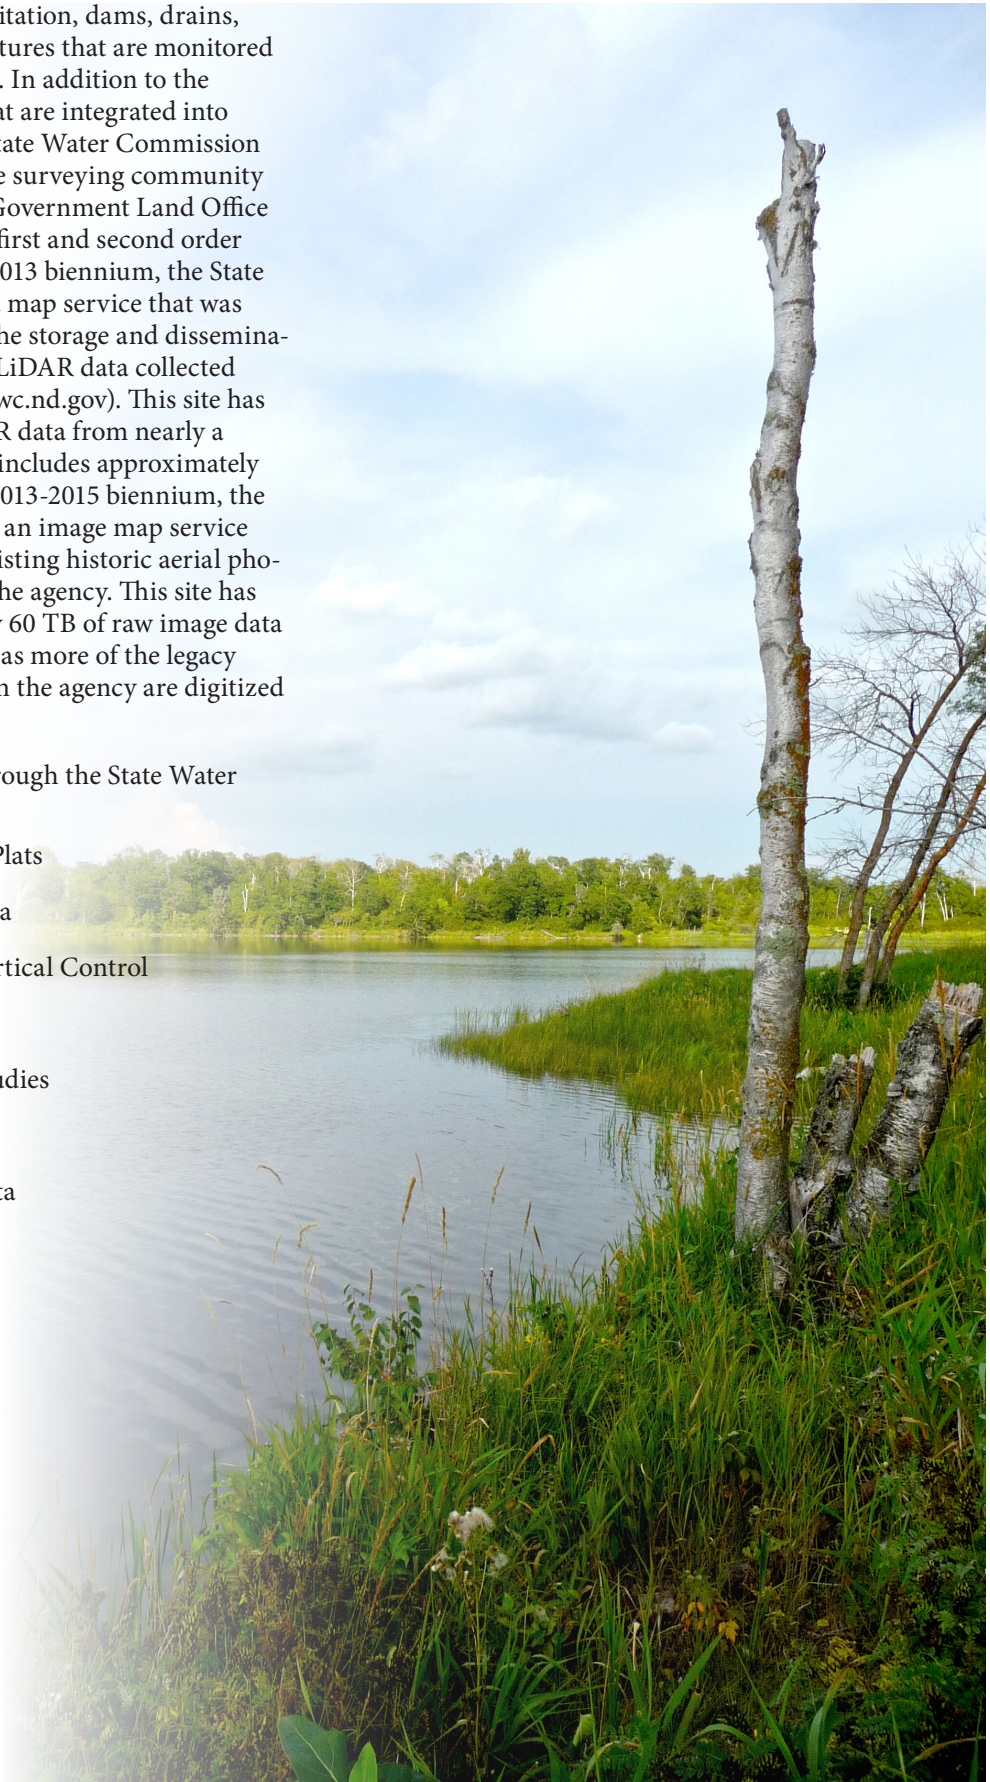 itation, dams, drains,
tures that are monitored
. In addition to the
at are integrated into
tate Water Commission
e surveying community
Government Land Office
first and second order
013 biennium, the State
map service that was
he storage and dissemina-
LiDAR data collected
wc.nd.gov). This site has
R data from nearly a
includes approximately
013-2015 biennium, the
an image map service
isting historic aerial pho-
he agency. This site has
y 60 TB of raw image data
as more of the legacy
n the agency are digitized
rough the State Water
Plats
a
rtical Control
udies
ta